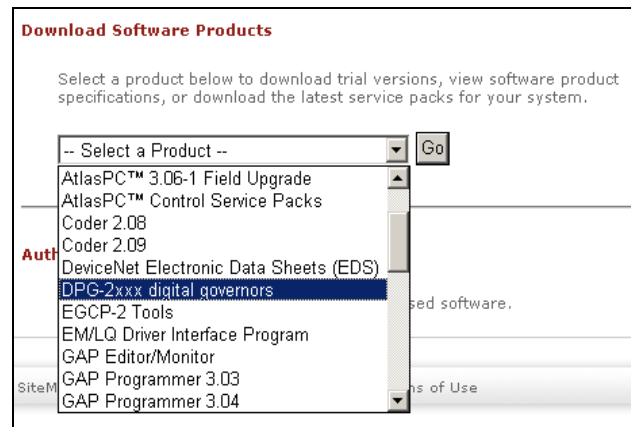 Download Software Products
Select a product below to download trial versions, view software product
specifications, or download the latest service packs for your system.
-- Select a Product -- Go
AtlasPC™ 3.06-1 Field Upgrade
AtlasPC™ Control Service Packs
Coder 2.08
Coder 2.09
Auth
DeviceNet Electronic Data Sheets (EDS)
DPG-2xxx digital governors
sed software.
EGCP-2 Tools
EM/LQ Driver Interface Program
GAP Editor/Monitor
GAP Programmer 3.03
SiteM ns of Use
GAP Programmer 3.04